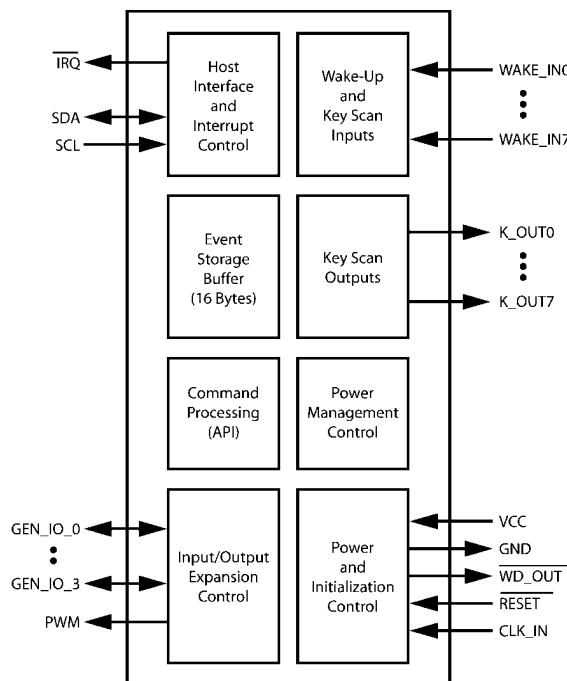 IRQ
SDA
SCL
Host
Interface
and
Interrupt
Control
Wake-Up
and
Key Scan
Inputs
WAKE_IN0
WAKE_IN7
Event
Storage
Buffer
(16 Bytes)
Key Scan
Outputs
K_OUT0
K_OUT7
Command
Processing
(API)
Power
Management
Control
GEN_IO_0
GEN_IO_3
PWM
Input/Output
Expansion
Control
Power
and
Initialization
Control
VCC
GND
WD_OUT
RESET
CLK_IN